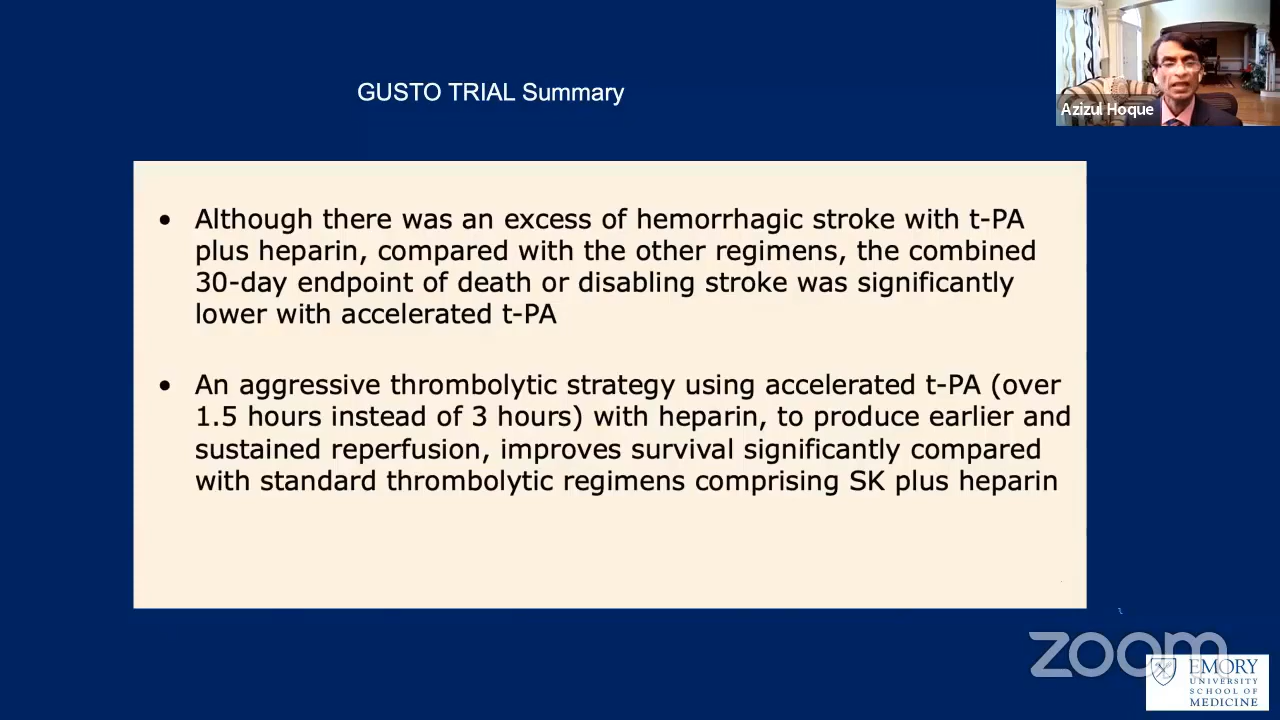 GUSTO TRIAL Summary
Azizul Hoque
• Although there was an excess of hemorrhagic stroke with t-PA
plus heparin, compared with the other regimens, the combined
30-day endpoint of death or disabling stroke was significantly
lower with accelerated t-PA
• An aggressive thrombolytic strategy using accelerated t-PA (over
1.5 hours instead of 3 hours) with heparin, to produce earlier and
sustained reperfusion, improves survival significantly compared
with standard thrombolytic regimens comprising SK plus heparin
zoom
EMORY
UNIVERSITY
SCHOOL OF
MEDICINE